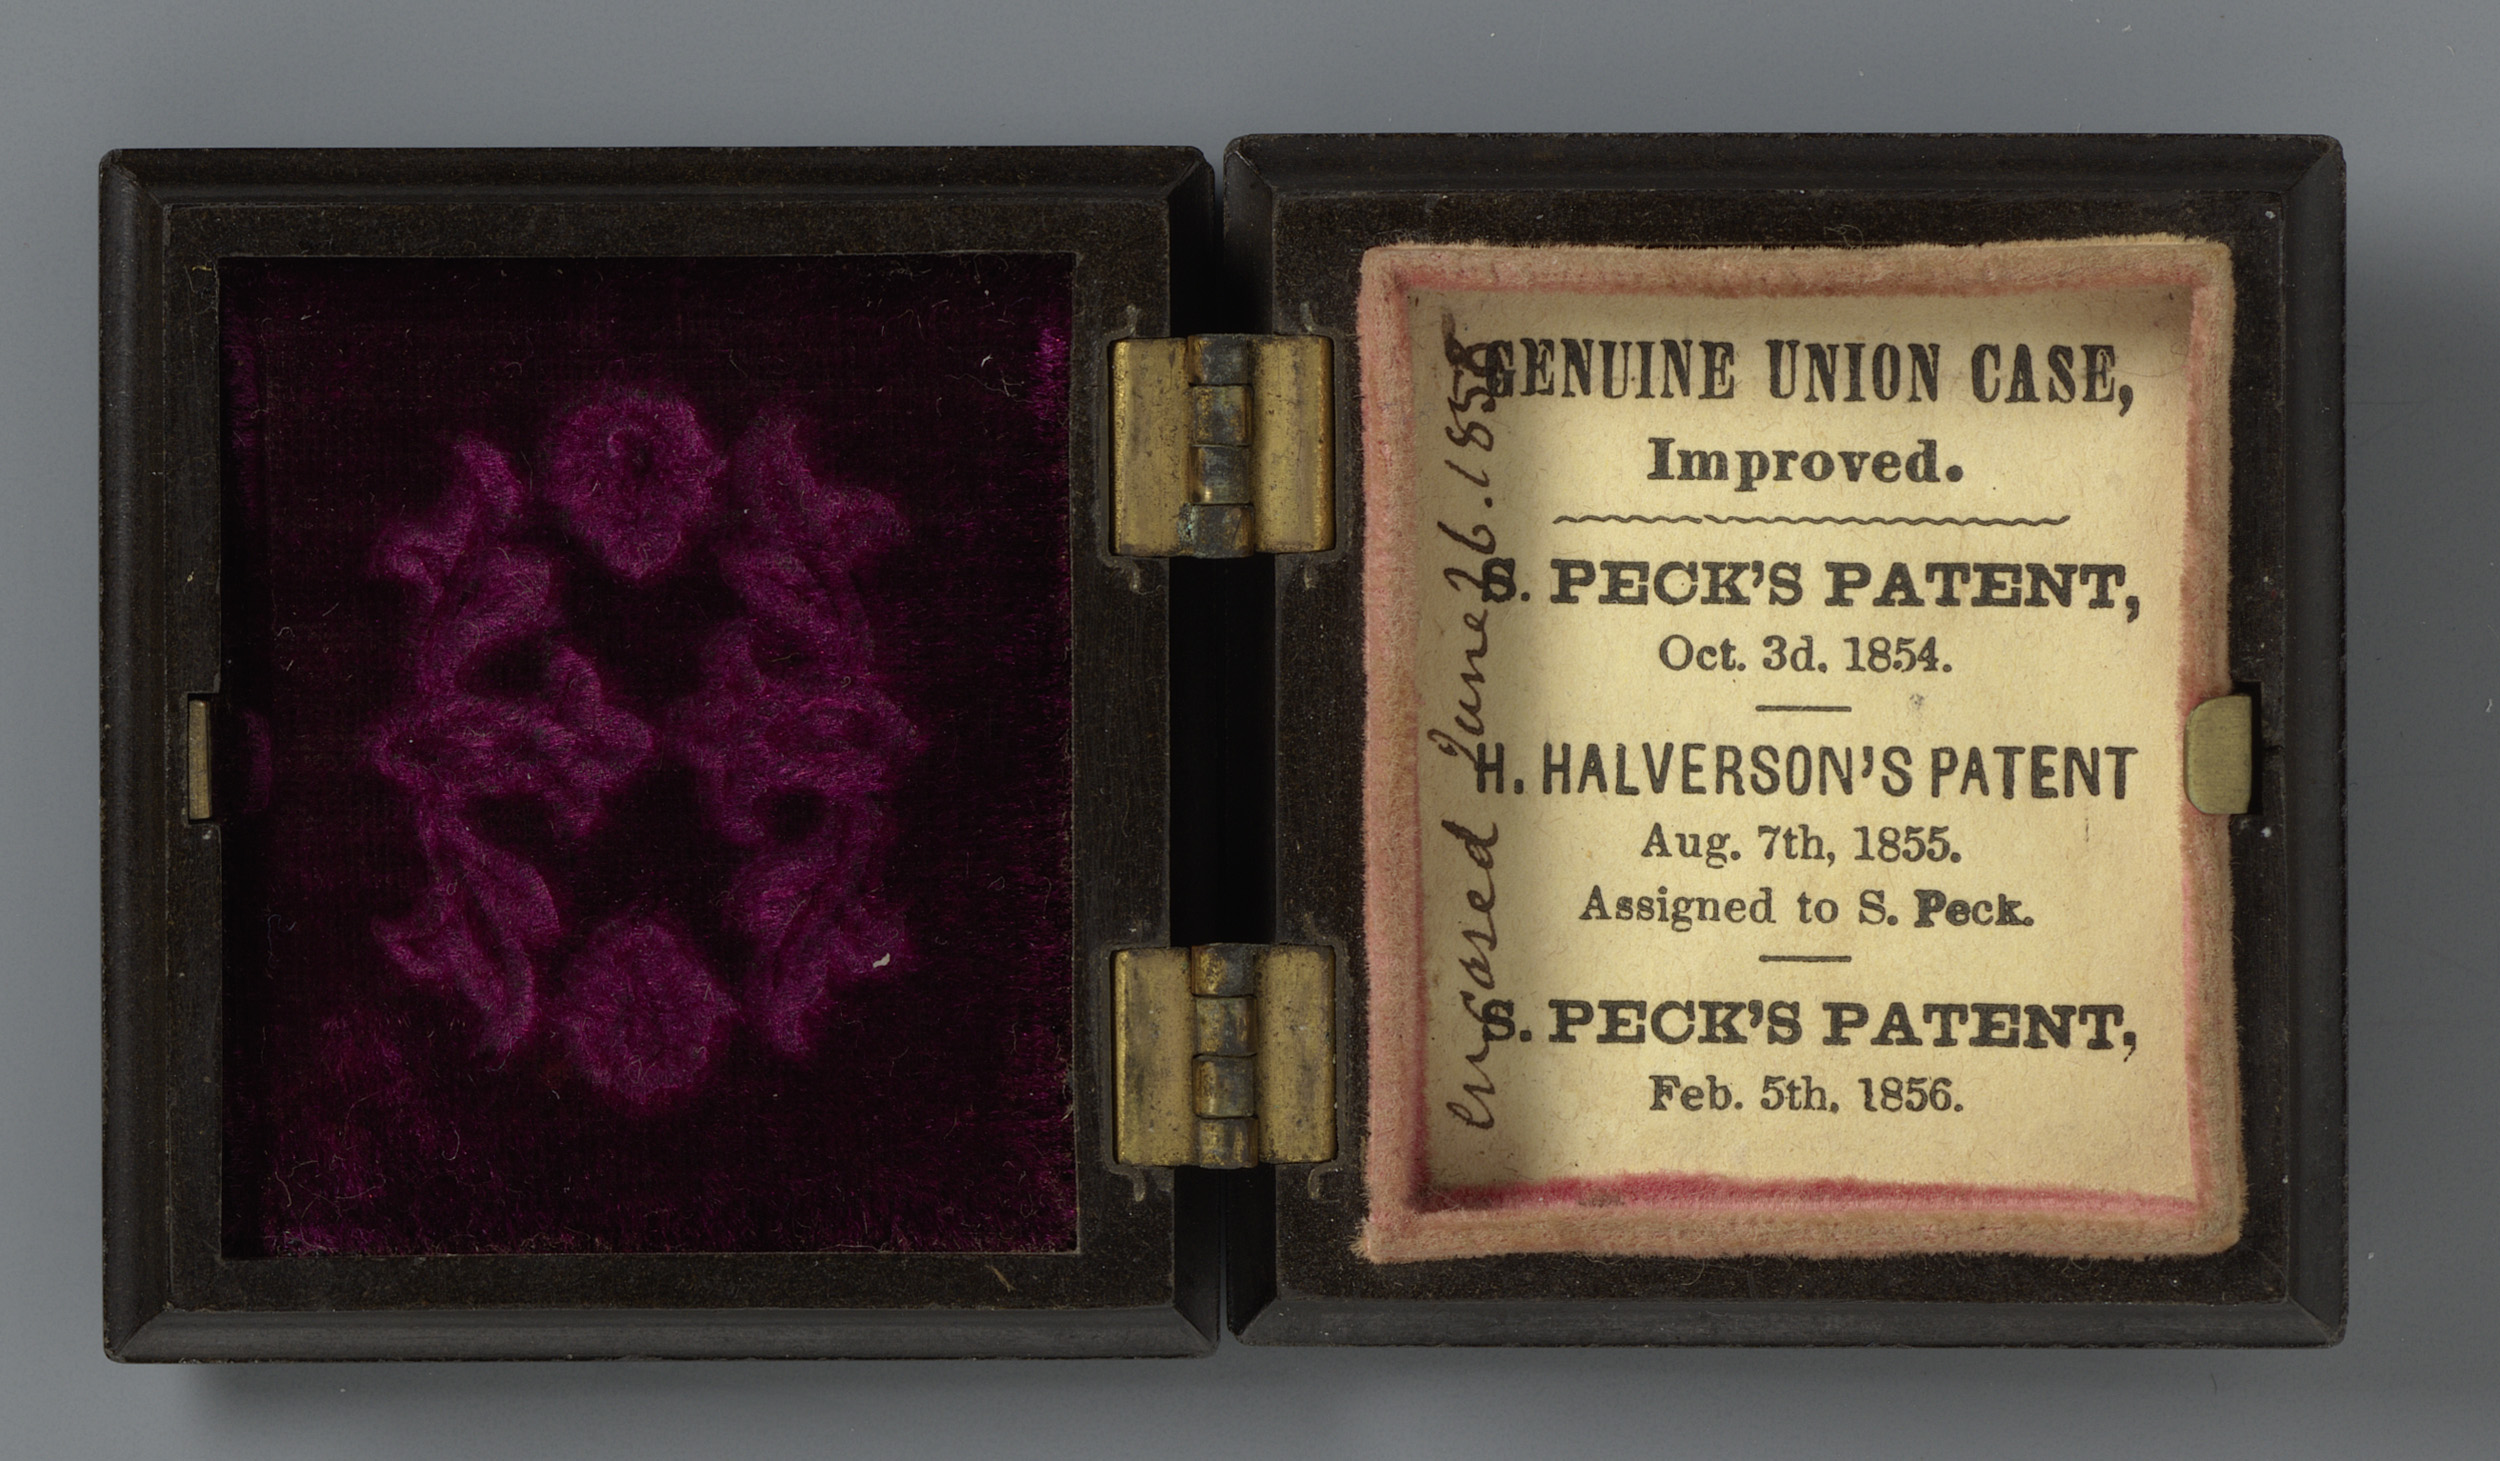 GENUINE UNION CASE,
Improved.
S. PECK'S PATENT,
Oct. 3d, 1854.
H. HALVERSON'S PATENT
Aug. 7th, 1855.
Assigned to S. Peck.
S. PECK'S PATENT,
Feb. 5th, 1856.
Encased June 26. 1858